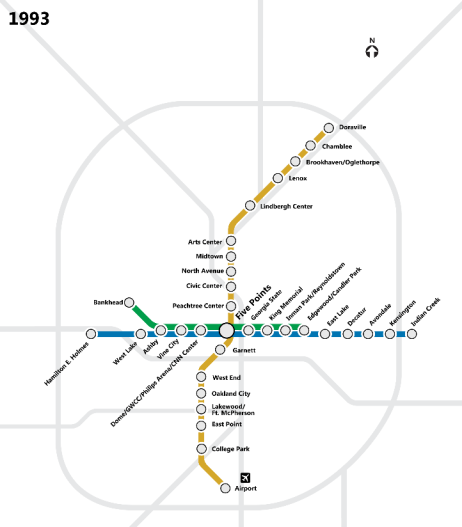 1993
N
Doraville
Chamblee
Brookhaven/Oglethorpe
Lenox
Lindbergh Center
Arts Center
Midtown
North Avenue
Civic Center
Peachtree Center
Bankhead
Five Points
Georgia State
King Memorial
Inman Park/Reynoldstown
Edgewood/Candler Park
East Lake
Decatur
Avondale
Kensington
Indian Creek
Hamilton E. Holmes
West Lake
Ashby
Vine City
Dome/GWCC/Philips Arena/CNN Center
Garnett
West End
Oakland City
Lakewood/
Ft. McPherson
East Point
College Park
Airport